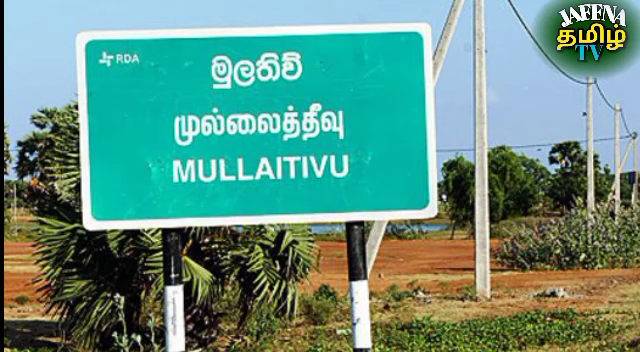 RDA
මුලතිව්
முல்லைத்தீவு
MULLAITIVU
JAFFNA
தமிழ்
TV